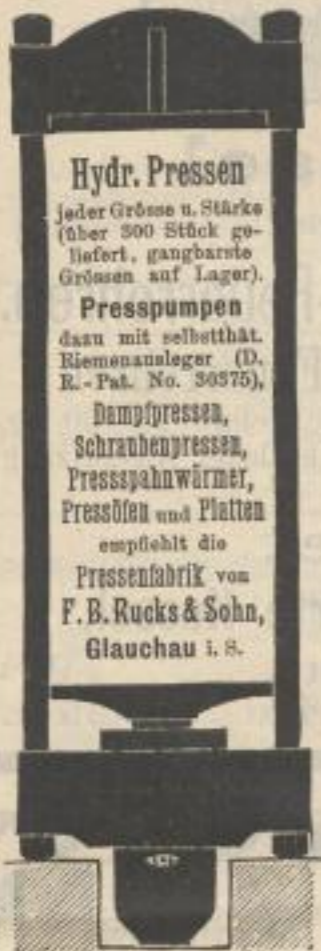 Hydr. Pressen
jeder Grösse u. Stärke
(über 300 Stück ge-
liefert, gangbarste
Grössen auf Lager).
Presspumpen
dazu mit selbstthät.
Riemenausleger (D.
R.-Pat. No. 30375),
Dampfpressen,
Schraubenpressen,
Pressspahnwärmer,
Pressöfen und Platten
empfiehlt die
Pressenfabrik von
F. B. Rucks & Sohn,
Glauchau i. S.